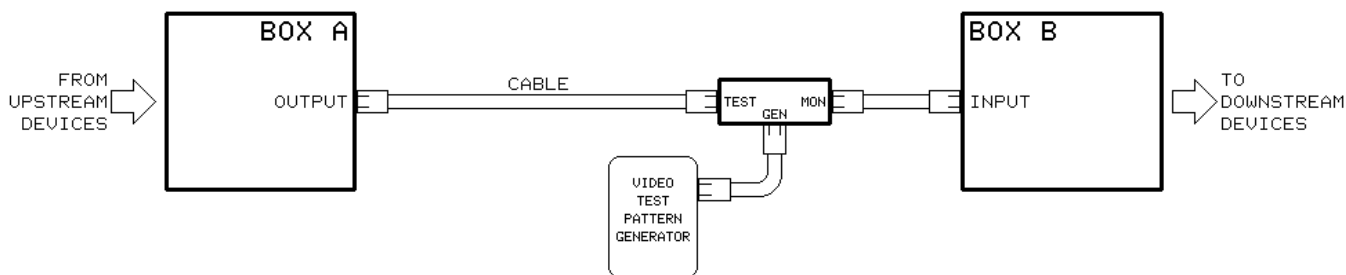 BOX A
BOX B
FROM
UPSTREAM
DEVICES
OUTPUT
CABLE
TEST
GEN
MON
INPUT
TO
DOWNSTREAM
DEVICES
VIDEO
TEST
PATTERN
GENERATOR